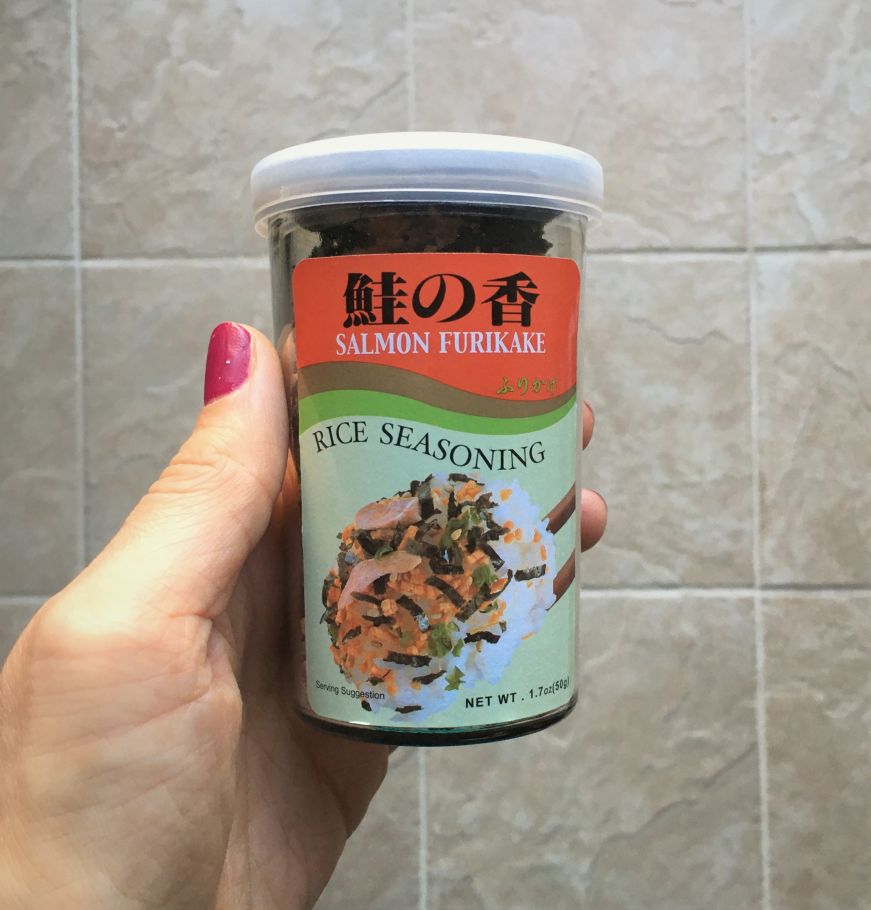 鮭の香
SALMON FURIKAKE
ふりかけ
RICE SEASONING
Serving Suggestion
NET WT . 1.7oz(50g)